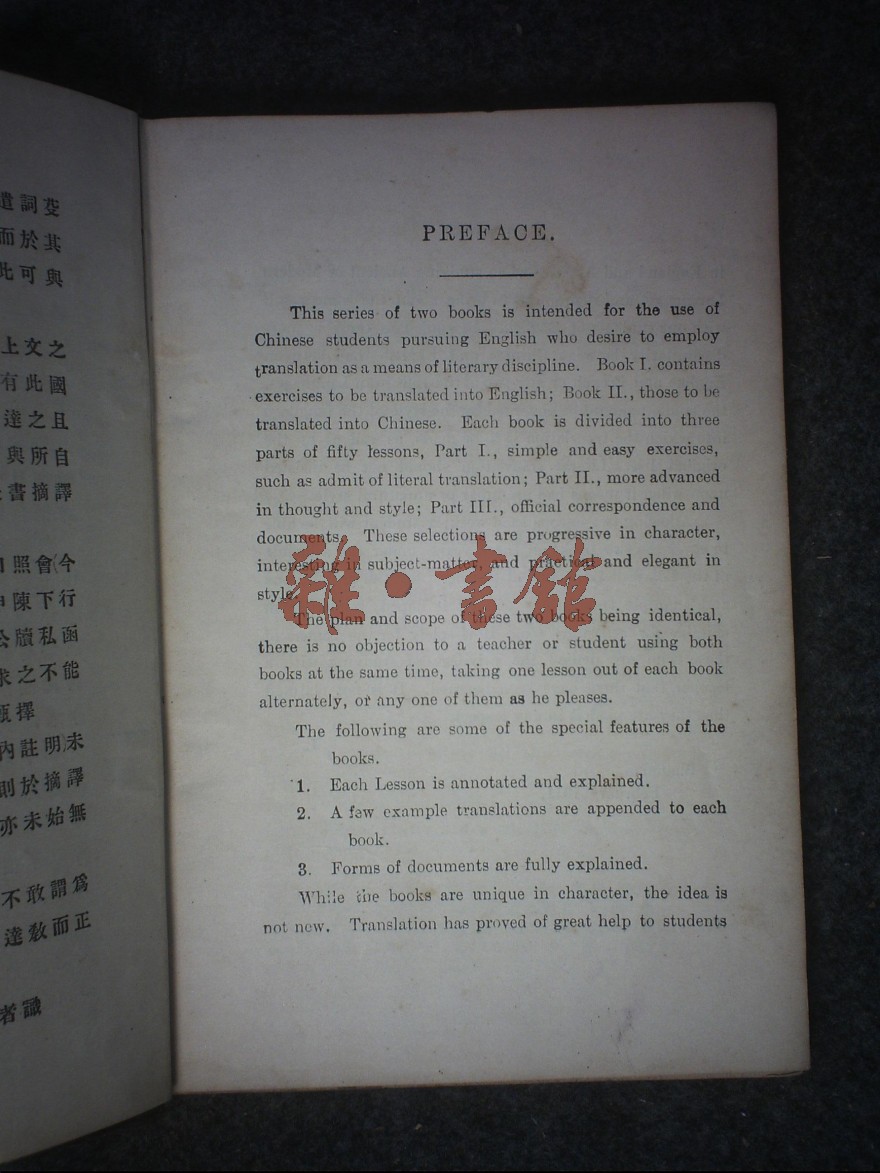 PREFACE.
This series of two books is intended for the use of
Chinese students pursuing English who desire to employ
translation as a means of literary discipline. Book I. contains
exercises to be translated into English; Book II., those to be
translated into Chinese. Each book is divided into three
parts of fifty lessons, Part I., simple and easy exercises,
such as admit of literal translation; Part II., more advanced
in thought and style; Part III., official correspondence and
documents. These selections are progressive in character,
interesting in subject-matter, and practical and elegant in
style.
The plan and scope of these two books being identical,
there is no objection to a teacher or student using both
books at the same time, taking one lesson out of each book
alternately, or any one of them as he pleases.
The following are some of the special features of the
books.
1. Each Lesson is annotated and explained.
2. A few example translations are appended to each
book.
3. Forms of documents are fully explained.
While the books are unique in character, the idea is
not new. Translation has proved of great help to students
雜·書館
遣詞芟
而於其
此可與
上文之
有此國
達之且
與所自
書摘譯
照會(今
陳下行
公牘私函
求之不能
擇
內註明)未
則於摘譯
亦未始無
不敢謂爲
達敎而正
者識